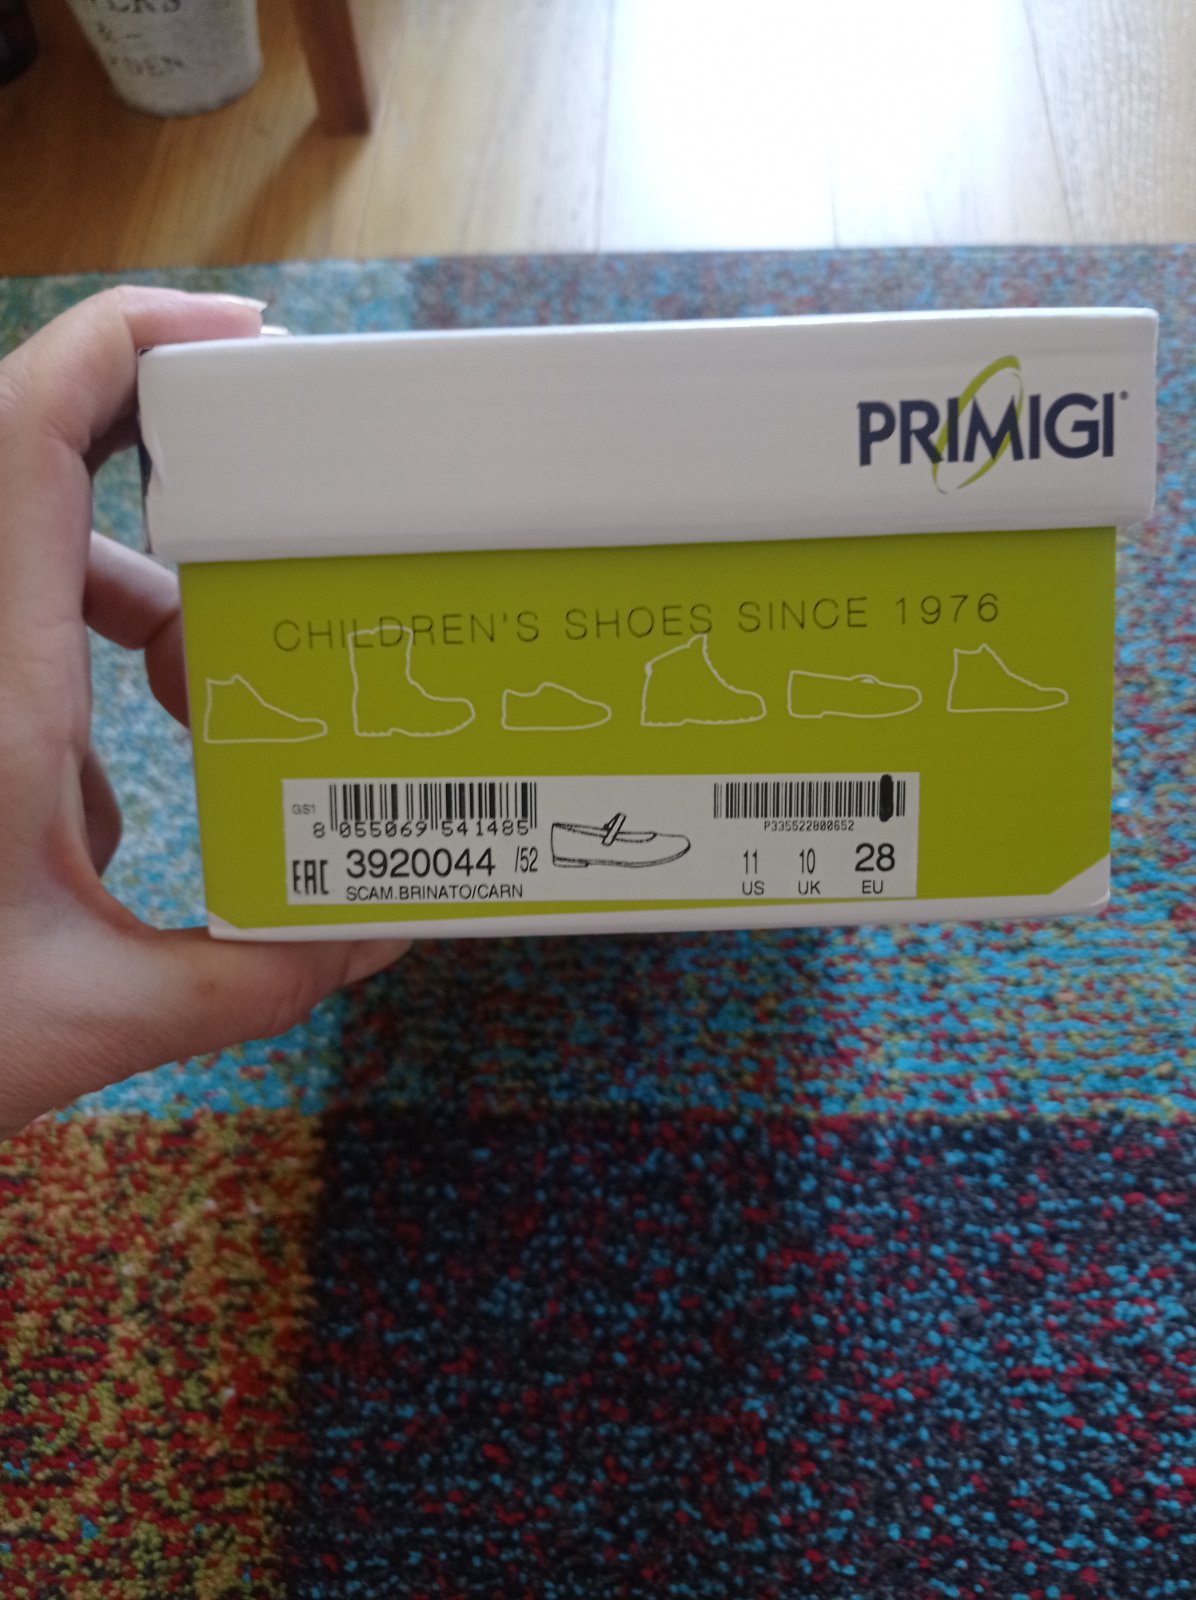 &
PRIMIGI®
CHILDREN'S SHOES SINCE 1976
GS1
8 055069 541485
P335522800652
EAC 3920044 /52
SCAM.BRINATO/CARN
11 10 28
US UK EU